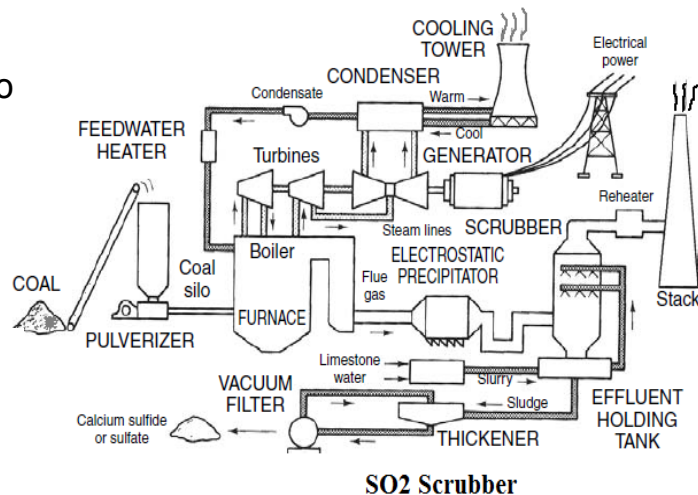 COOLING
TOWER
Electrical
power
CONDENSER
Condensate
Warm
Cool
FEEDWATER
HEATER
Turbines
GENERATOR
Reheater
SCRUBBER
Steam lines
Boiler
ELECTROSTATIC
PRECIPITATOR
Coal
silo
COAL
Flue
gas
Stack
FURNACE
PULVERIZER
Limestone
water
Slurry
VACUUM
FILTER
Sludge
EFFLUENT
HOLDING
TANK
Calcium sulfide
or sulfate
THICKENER
SO2 Scrubber